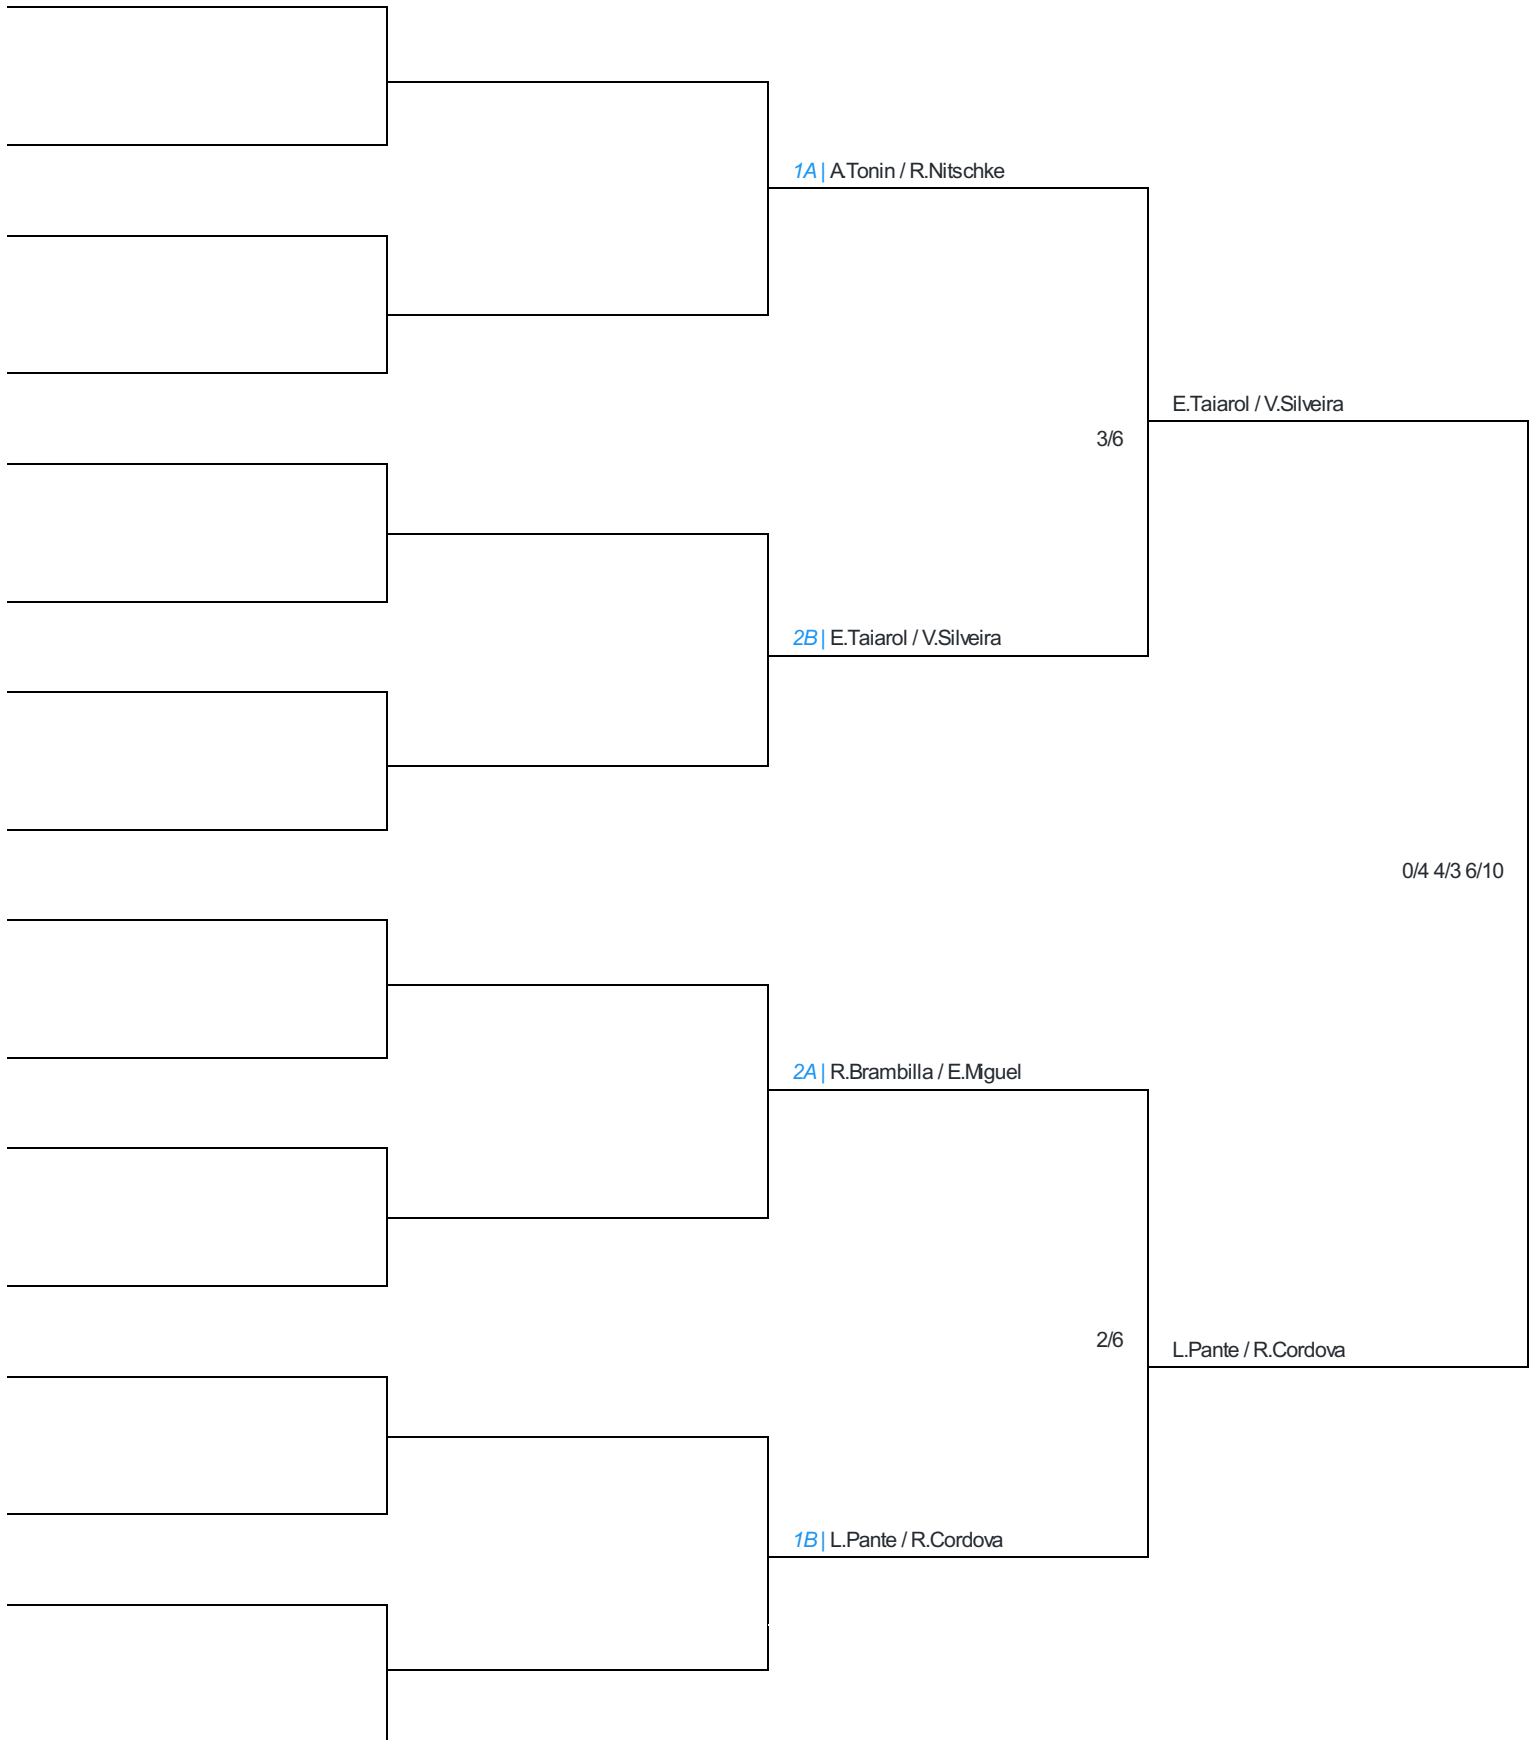 1A | A.Tonin / R.Nitschke
E.Taiarol / V.Silveira
3/6
2B | E.Taiarol / V.Silveira
0/4 4/3 6/10
2A | R.Brambilla / E.Miguel
2/6
L.Pante / R.Cordova
1B | L.Pante / R.Cordova